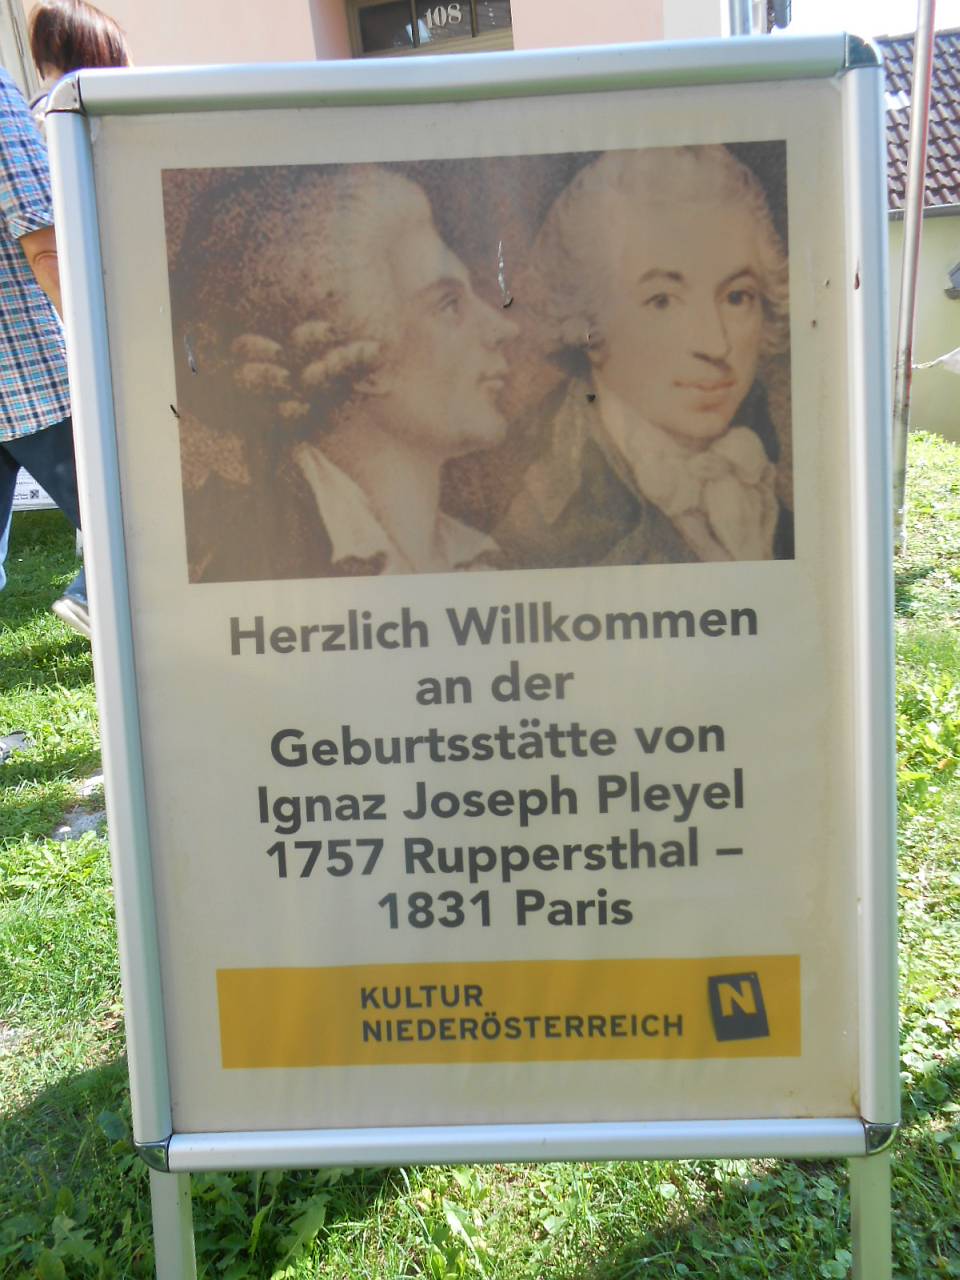 108
Herzlich Willkommen
an der
Geburtsstätte von
Ignaz Joseph Pleyel
1757 Ruppersthal –
1831 Paris
KULTUR
NIEDERÖSTERREICH
N